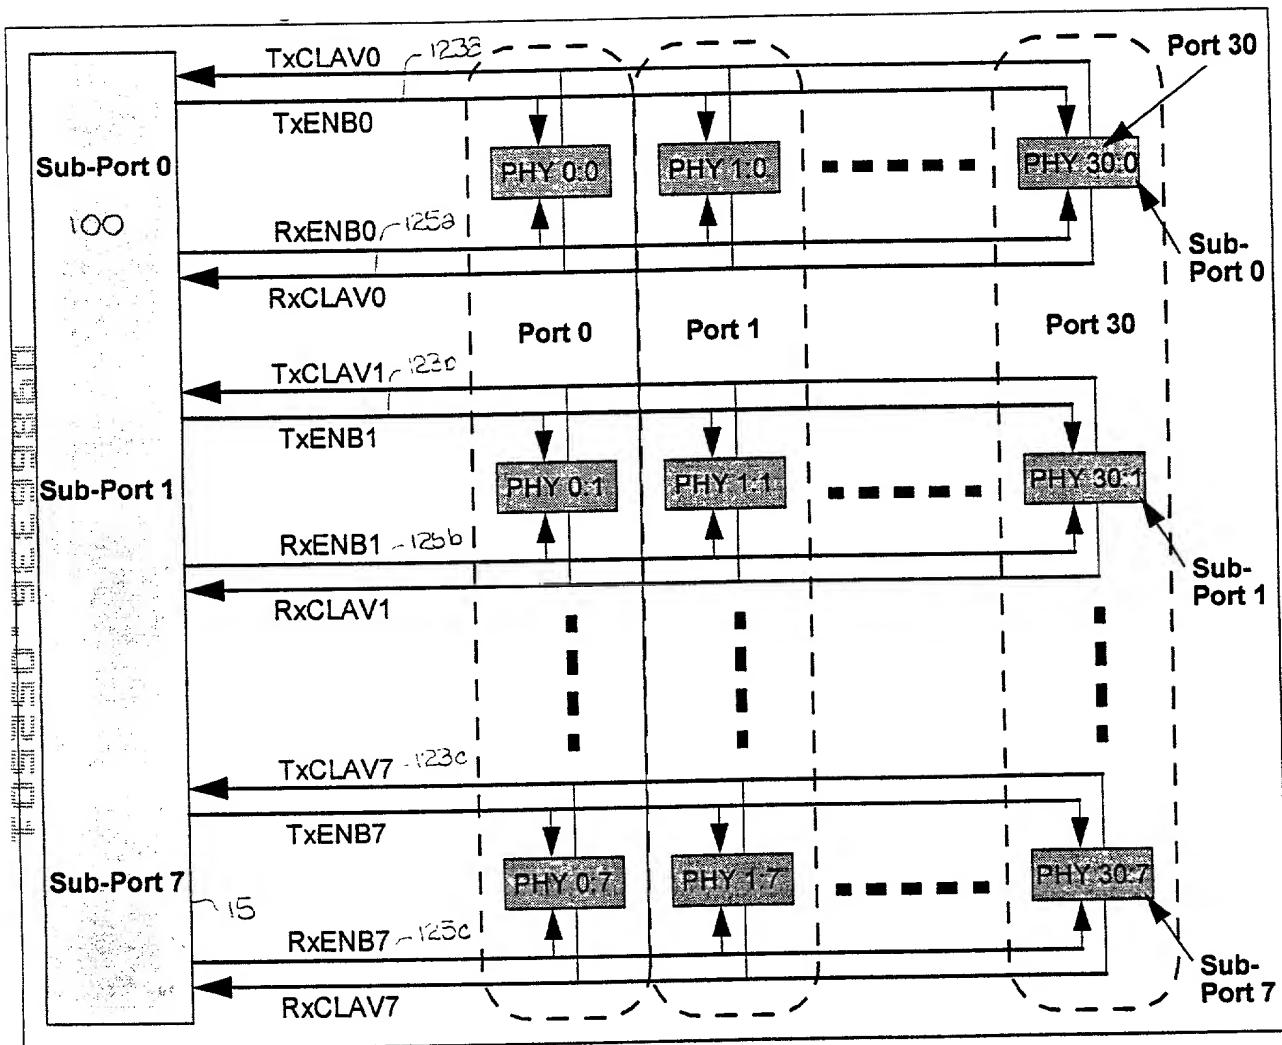 TxCLAV0
123a
Port 30
TxENB0
Sub-Port 0
PHY 0:0
PHY 1:0
PHY 30:0
100
RxENB0
125a
Sub-
Port 0
RxCLAV0
Port 0
Port 1
Port 30
TxCLAV1
TxENB1
Sub-Port 1
PHY 0:1
PHY 1:1
PHY 30:1
RxENB1
125b
Sub-
Port 1
RxCLAV1
TxCLAV7
123c
TxENB7
Sub-Port 7
PHY 0:7
PHY 1:7
PHY 30:7
15
RxENB7
125c
Sub-
Port 7
RxCLAV7